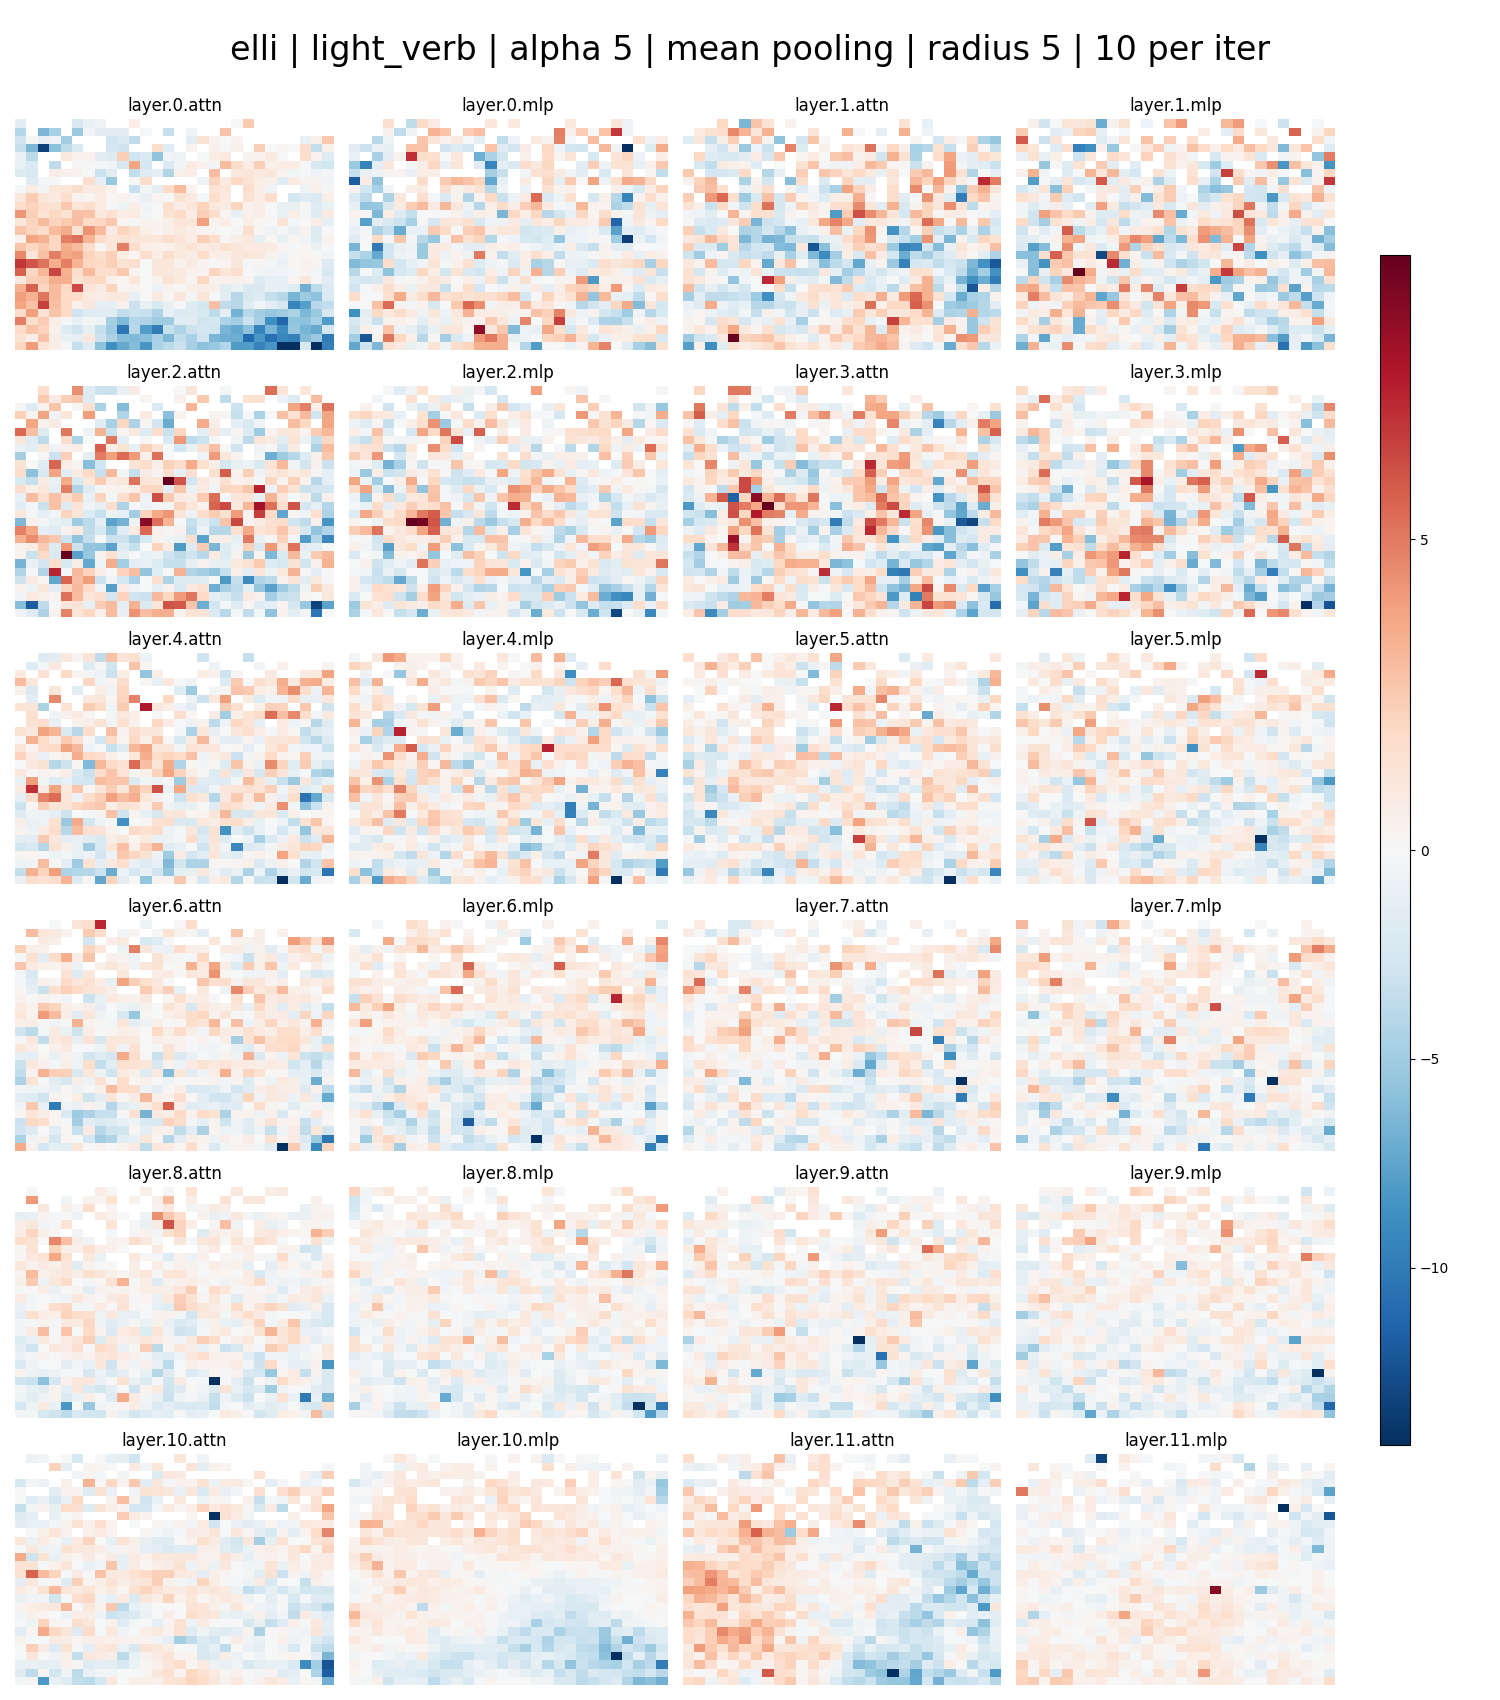 elli | light_verb | alpha 5 | mean pooling | radius 5 | 10 per iter
layer.0.attn layer.0.mlp layer.1.attn layer.1.mlp
layer.2.attn layer.2.mlp layer.3.attn layer.3.mlp
layer.4.attn layer.4.mlp layer.5.attn layer.5.mlp
layer.6.attn layer.6.mlp layer.7.attn layer.7.mlp
layer.8.attn layer.8.mlp layer.9.attn layer.9.mlp
layer.10.attn layer.10.mlp layer.11.attn layer.11.mlp
5
0
−5
−10